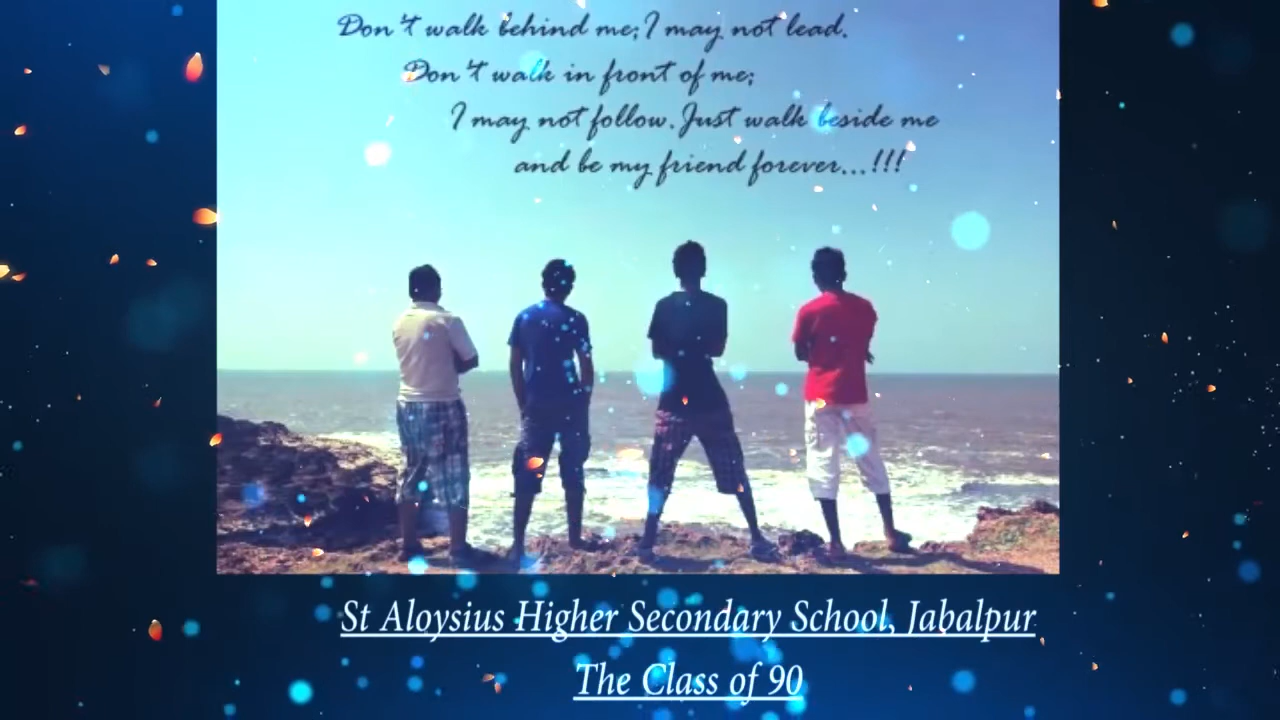 Don't walk behind me; I may not lead.
Don't walk in front of me;
I may not follow. Just walk beside me
and be my friend forever...!!!
St Aloysius Higher Secondary School, Jabalpur
The Class of 90